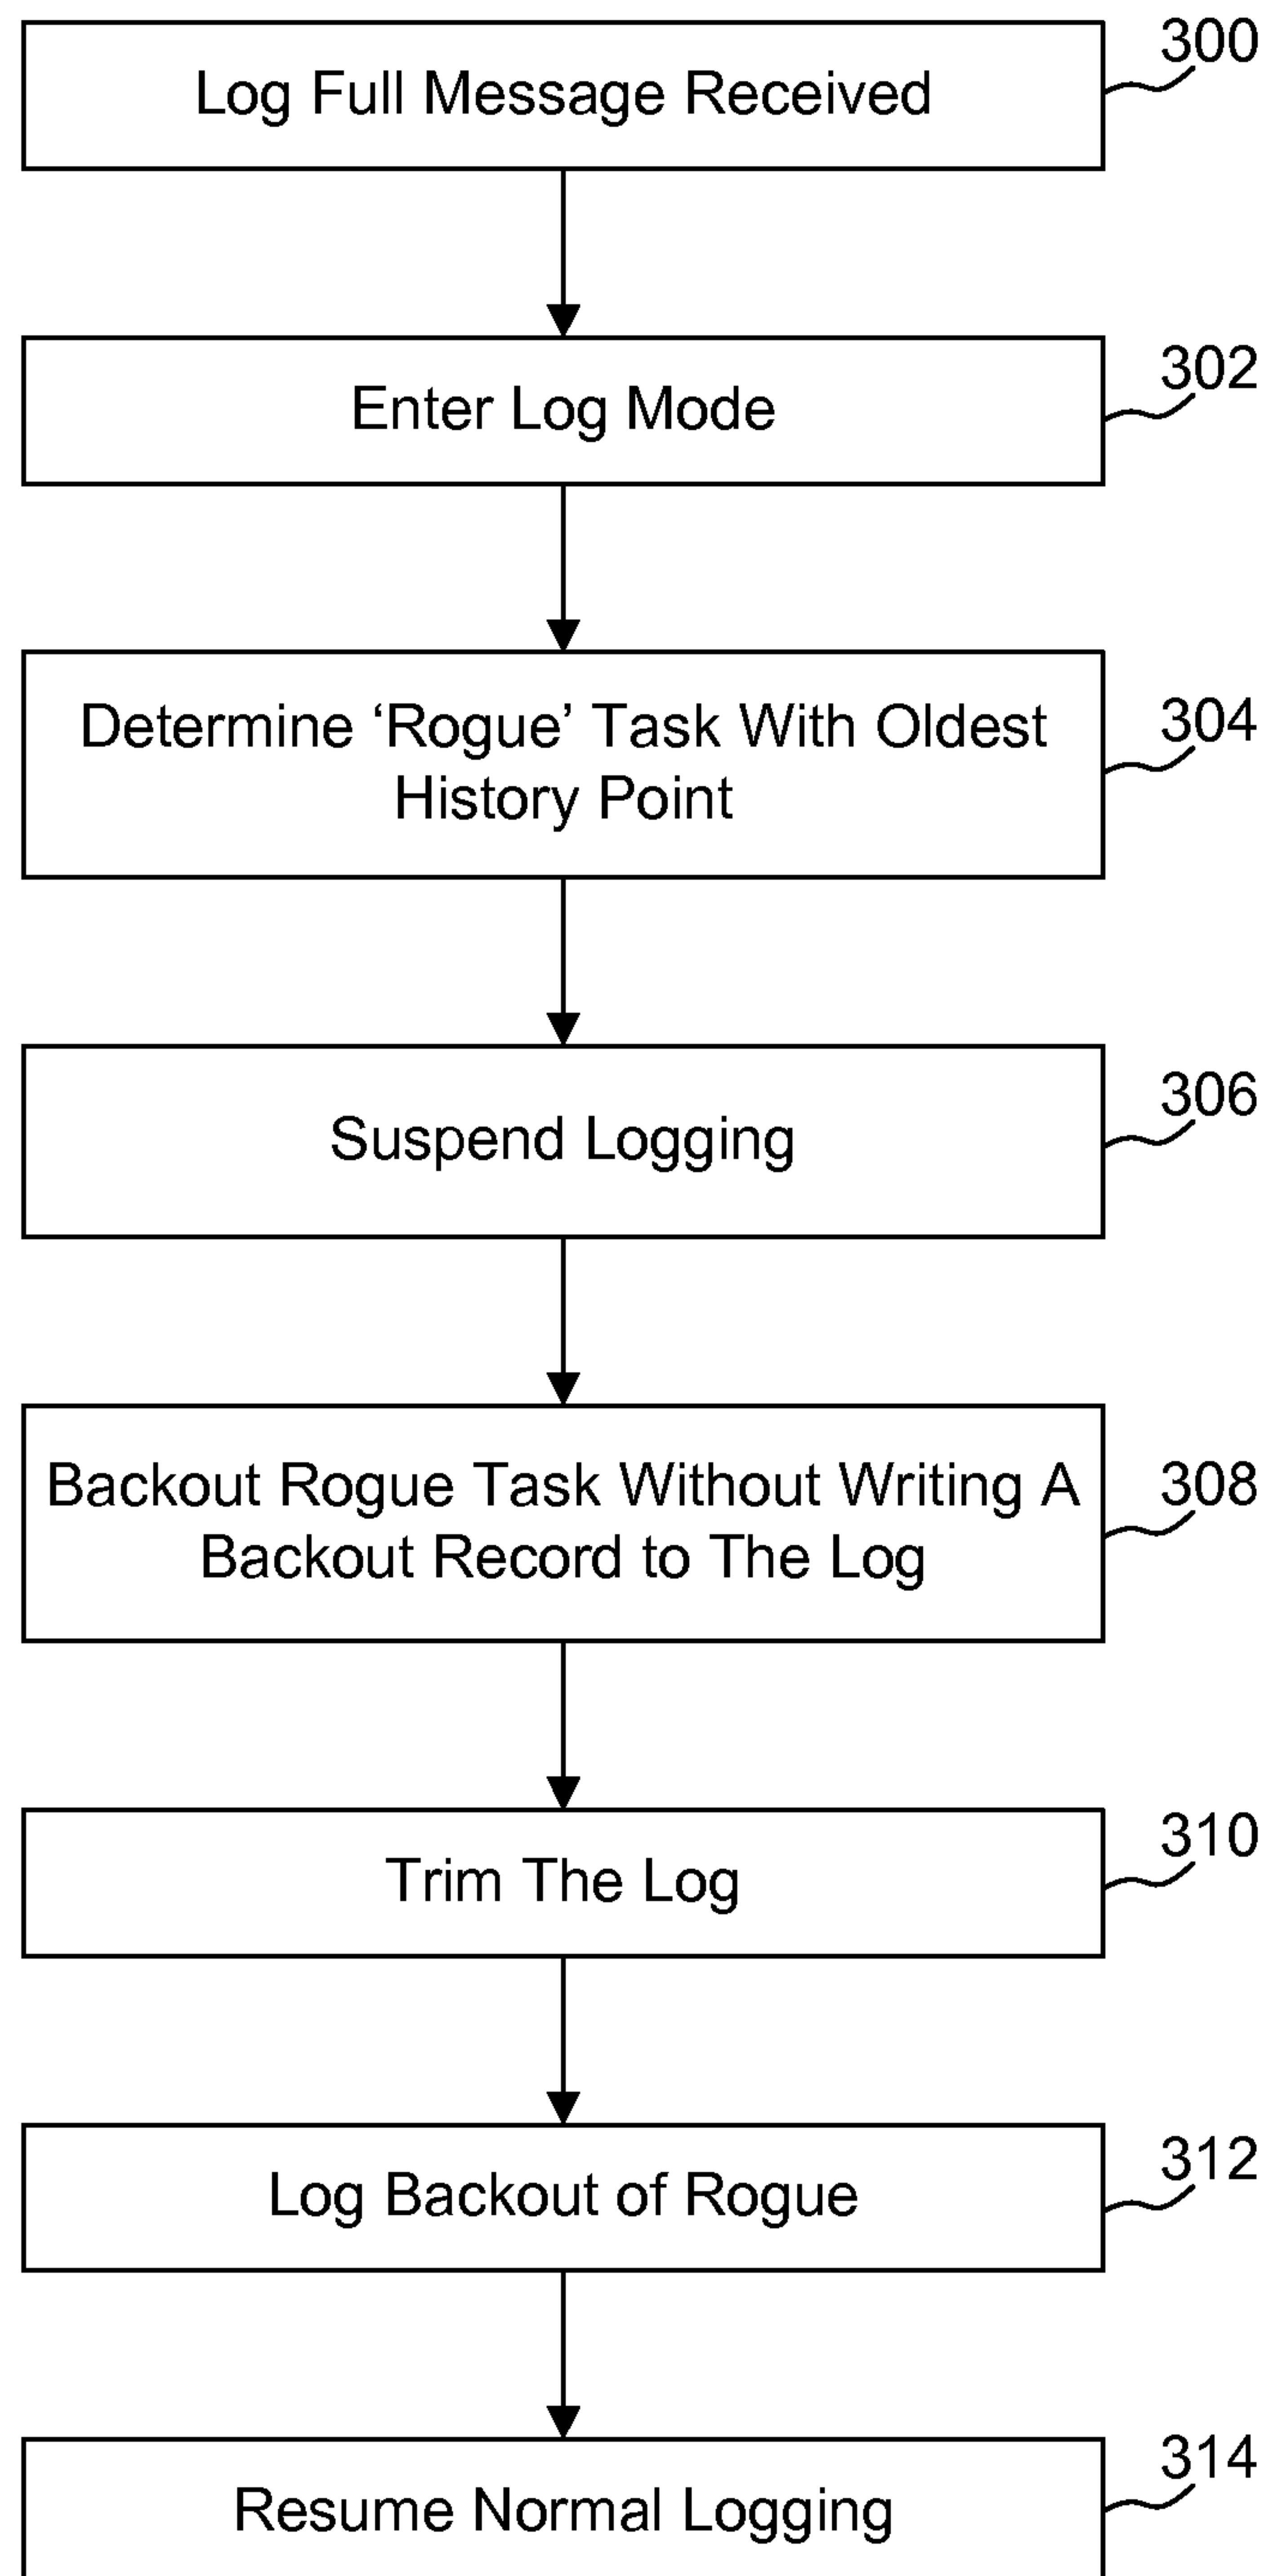 Log Full Message Received
300
Enter Log Mode
302
Determine ‘Rogue’ Task With Oldest
History Point
304
Suspend Logging
306
Backout Rogue Task Without Writing A
Backout Record to The Log
308
Trim The Log
310
Log Backout of Rogue
312
Resume Normal Logging
314